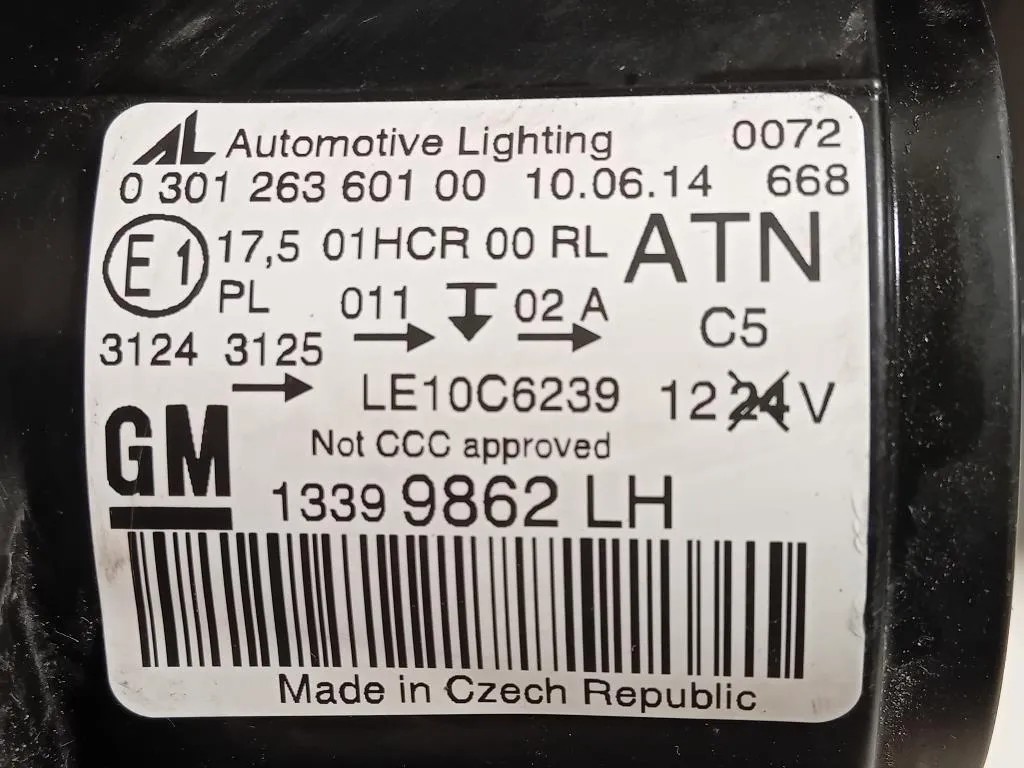 AL Automotive Lighting 0072
0 301 263 601 00 10.06.14 668
E1 17,5 01HCR 00 RL ATN
PL 011 02 A C5
3124 3125
LE10C6239 12 24 V
Not CCC approved
GM 1339 9862 LH
Made in Czech Republic